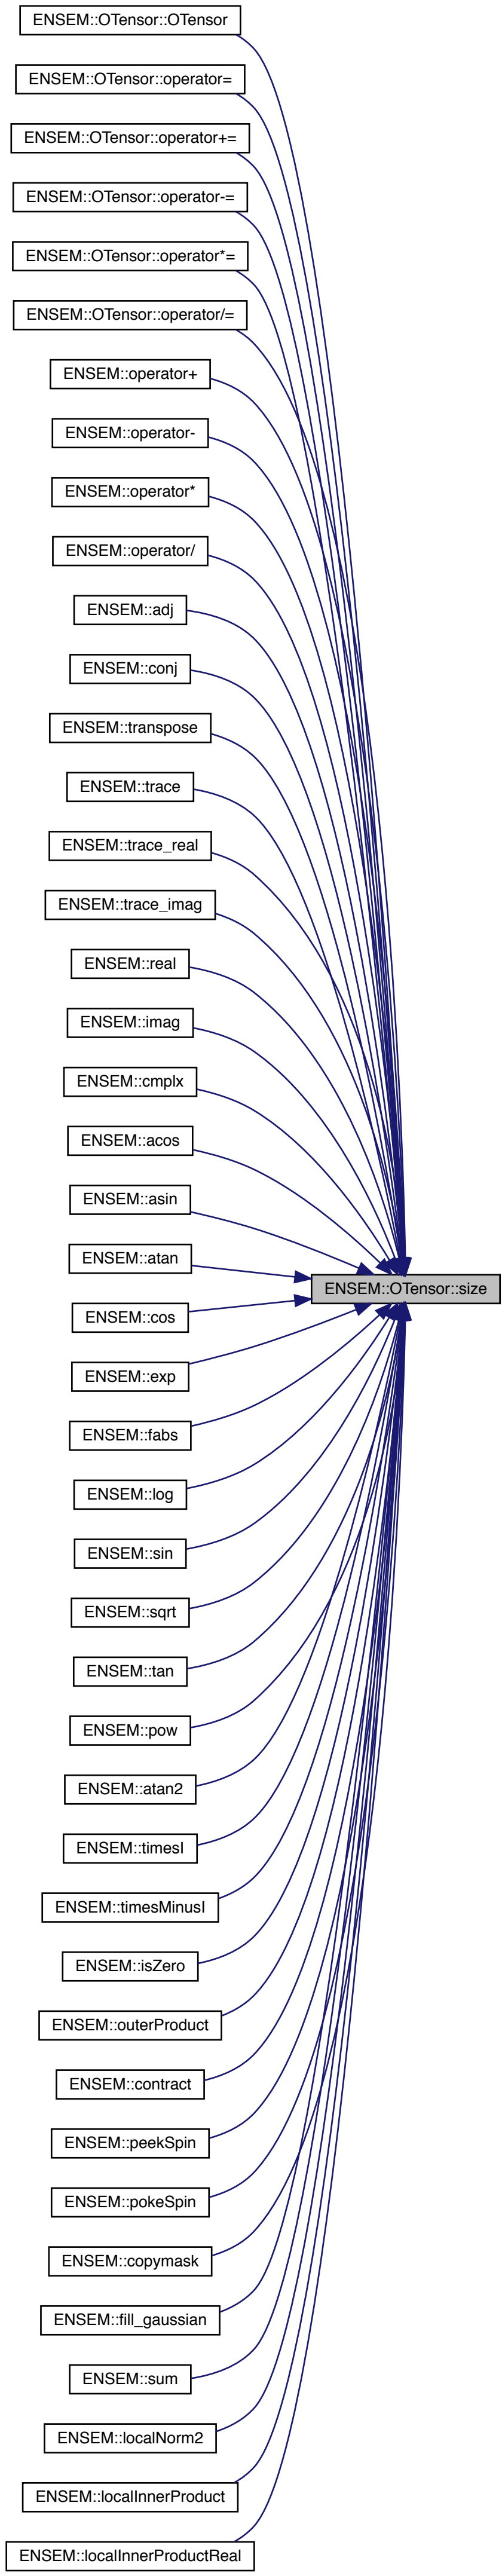 ENSEM::OTensor::OTensor
ENSEM::OTensor::operator=
ENSEM::OTensor::operator+=
ENSEM::OTensor::operator-=
ENSEM::OTensor::operator*=
ENSEM::OTensor::operator/=
ENSEM::operator+
ENSEM::operator-
ENSEM::operator*
ENSEM::operator/
ENSEM::adj
ENSEM::conj
ENSEM::transpose
ENSEM::trace
ENSEM::trace_real
ENSEM::trace_imag
ENSEM::real
ENSEM::imag
ENSEM::cmplx
ENSEM::acos
ENSEM::asin
ENSEM::atan
ENSEM::OTensor::size
ENSEM::cos
ENSEM::exp
ENSEM::fabs
ENSEM::log
ENSEM::sin
ENSEM::sqrt
ENSEM::tan
ENSEM::pow
ENSEM::atan2
ENSEM::timesI
ENSEM::timesMinusI
ENSEM::isZero
ENSEM::outerProduct
ENSEM::contract
ENSEM::peekSpin
ENSEM::pokeSpin
ENSEM::copymask
ENSEM::fill_gaussian
ENSEM::sum
ENSEM::localNorm2
ENSEM::localInnerProduct
ENSEM::localInnerProductReal